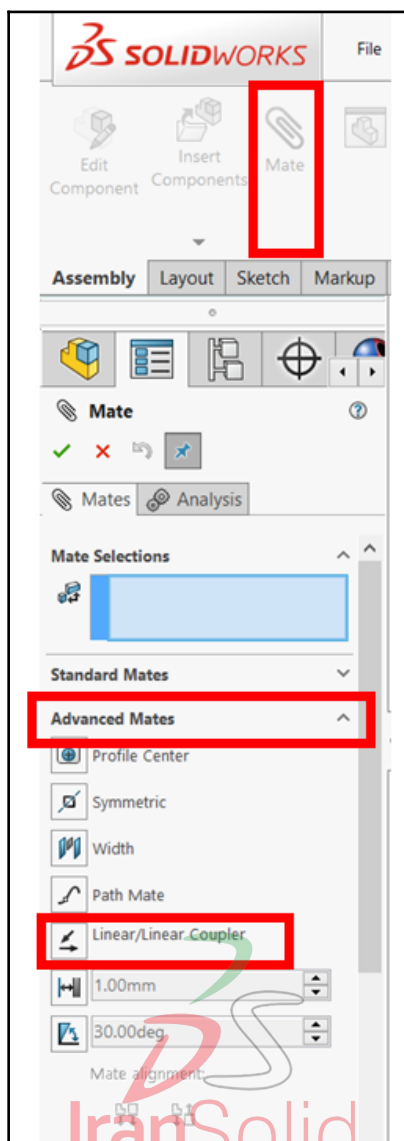 SOLIDWORKS
File
Edit
Component
Insert
Components
Mate
Assembly
Layout
Sketch
Markup
Mate
Mates
Analysis
Mate Selections
Standard Mates
Advanced Mates
Profile Center
Symmetric
Width
Path Mate
Linear/Linear Coupler
1.00mm
30.00deg
Mate alignment:
IranSolid